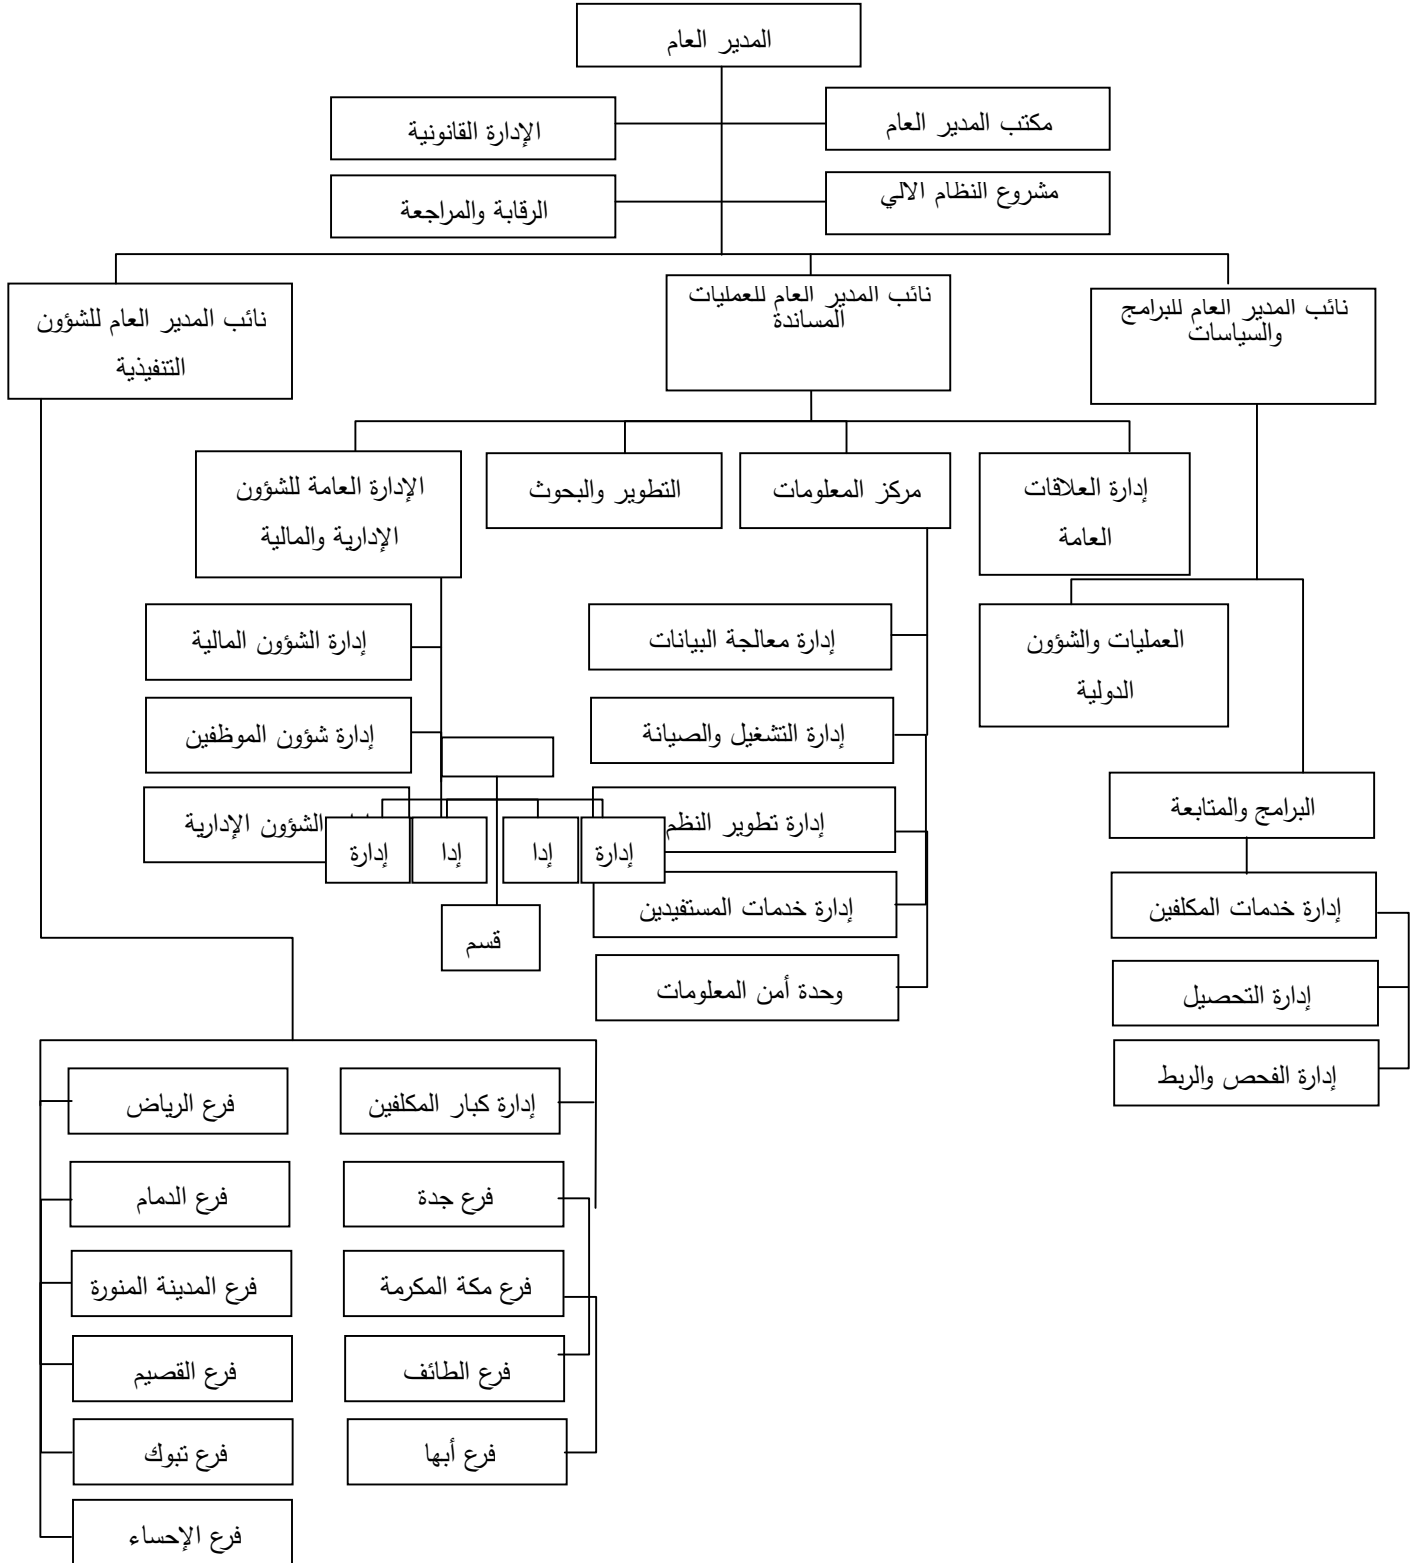 المدير العام
مكتب المدير العام
الإدارة القانونية
مشروع النظام الالي
الرقابة والمراجعة
نائب المدير العام للبرامج
والسياسات
نائب المدير العام للعمليات
المساندة
نائب المدير العام للشؤون
التنفيذية
إدارة العلاقات
العامة
مركز المعلومات
التطوير والبحوث
الإدارة العامة للشؤون
الإدارية والمالية
العمليات والشؤون
الدولية
إدارة معالجة البيانات
إدارة الشؤون المالية
إدارة التشغيل والصيانة
إدارة شؤون الموظفين
البرامج والمتابعة
إدارة تطوير النظم
الشؤون الإدارية
إدارة
إدا
إدا
إدارة
إدارة خدمات المكلفين
إدارة خدمات المستفيدين
قسم
إدارة التحصيل
وحدة أمن المعلومات
إدارة الفحص والربط
إدارة كبار المكلفين
فرع الرياض
فرع جدة
فرع الدمام
فرع مكة المكرمة
فرع المدينة المنورة
فرع الطائف
فرع القصيم
فرع أبها
فرع تبوك
فرع الإحساء